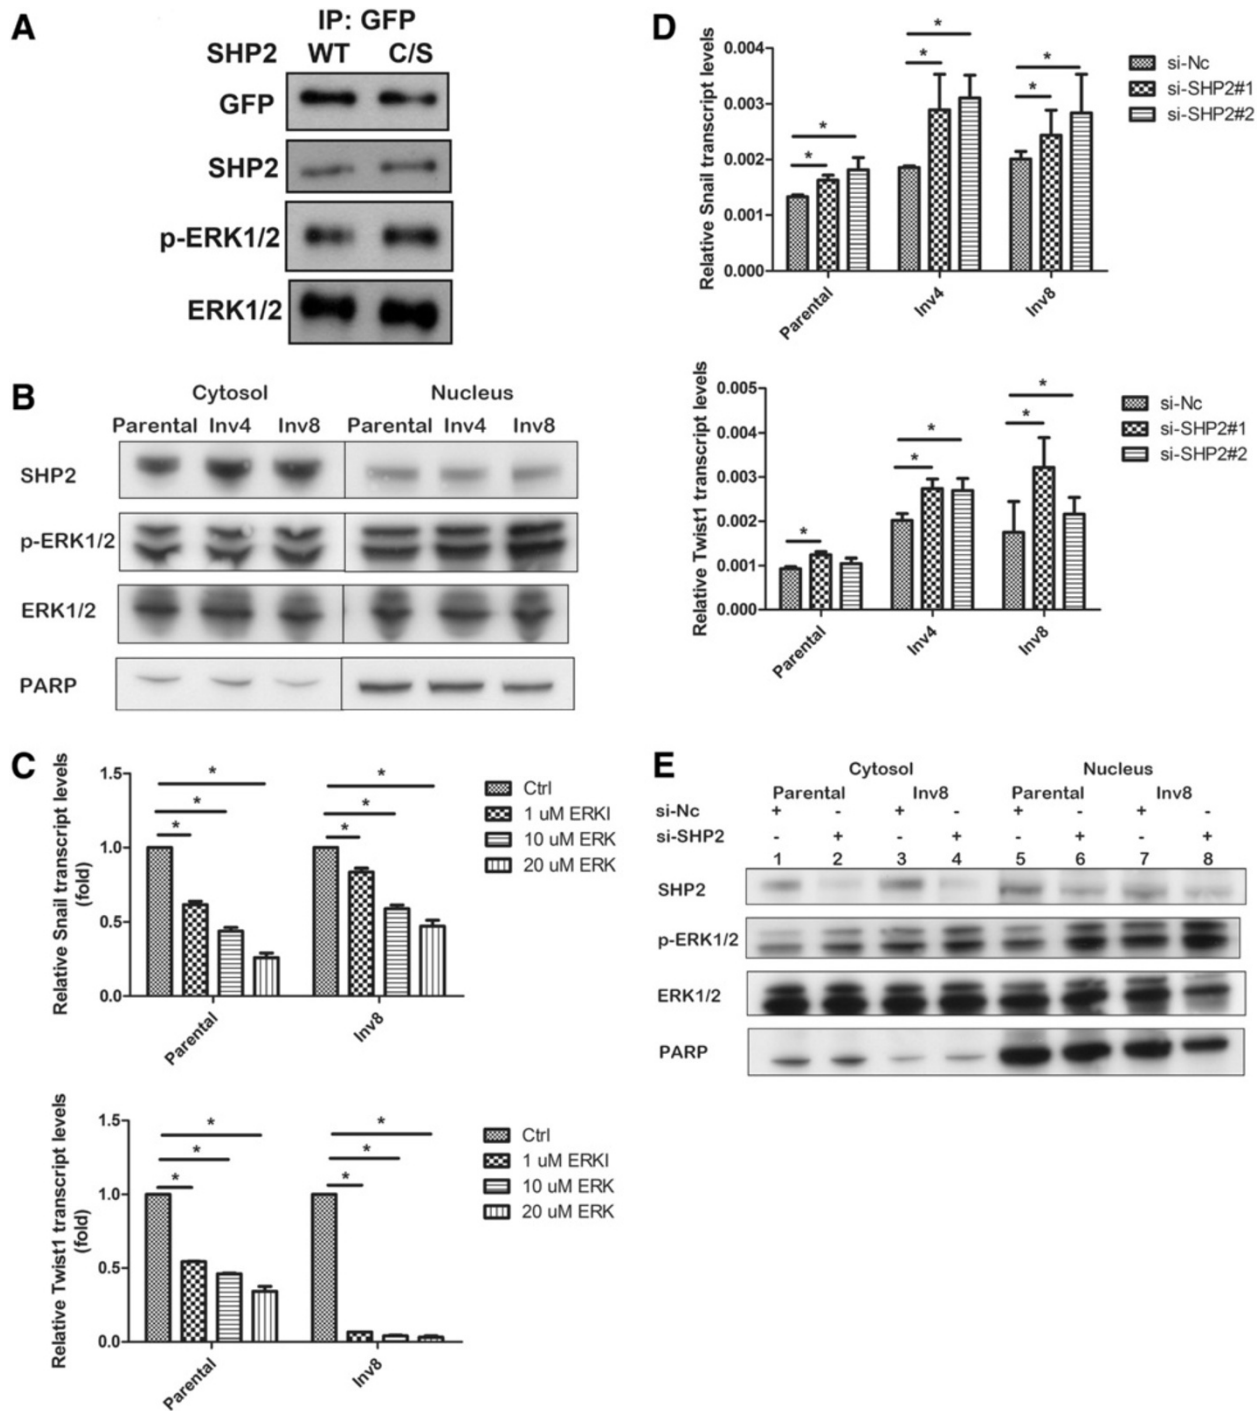 A
IP: GFP
SHP2 WT C/S
GFP
SHP2
p-ERK1/2
ERK1/2
B
Cytosol Nucleus
Parental Inv4 Inv8 Parental Inv4 Inv8
SHP2
p-ERK1/2
ERK1/2
PARP
C
Relative Snail transcript levels
(fold)
1.5
1.0
0.5
0.0
*
*
*
*
*
*
Parental
Inv8
Ctrl
1 uM ERKI
10 uM ERK
20 uM ERK
Relative Twist1 transcript levels
(fold)
1.5
1.0
0.5
0.0
*
*
*
*
*
*
Parental
Inv8
Ctrl
1 uM ERKI
10 uM ERK
20 uM ERK
D
Relative Snail transcript levels
0.004
0.003
0.002
0.001
0.000
*
*
*
*
*
*
Parental
Inv4
Inv8
si-Nc
si-SHP2#1
si-SHP2#2
Relative Twist1 transcript levels
0.005
0.004
0.003
0.002
0.001
0.000
*
*
*
*
*
Parental
Inv4
Inv8
si-Nc
si-SHP2#1
si-SHP2#2
E
Cytosol Nucleus
Parental Inv8 Parental Inv8
si-Nc + - + - + - + -
si-SHP2 - + - + - + - +
1 2 3 4 5 6 7 8
SHP2
p-ERK1/2
ERK1/2
PARP